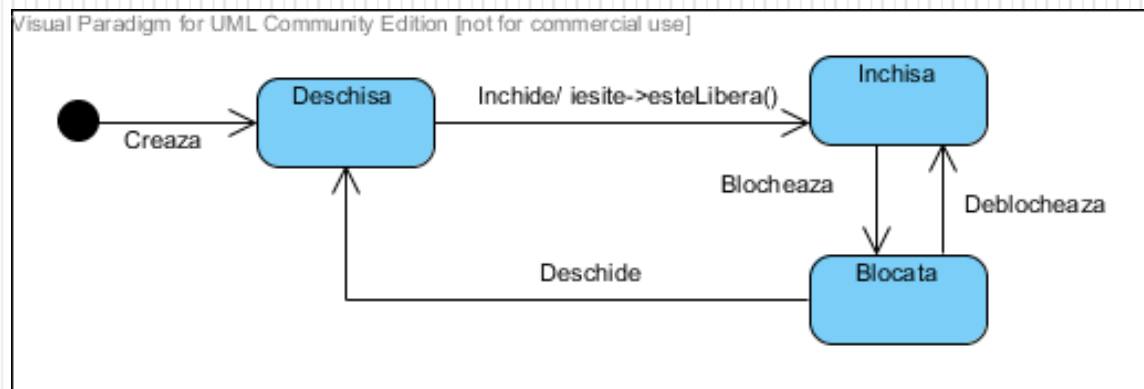 Visual Paradigm for UML Community Edition [not for commercial use]
Inchisa
Deschisa
Inchide/ iesite->esteLibera()
Creaza
Blocheaza
Deblocheaza
Deschide
Blocata